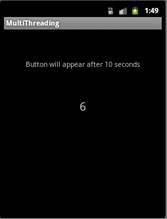 1:49
MultiThreading
Button will appear after 10 seconds
6